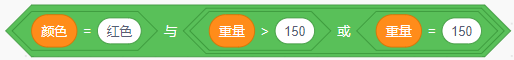 颜色 = 红色 与 重量 > 150 或 重量 = 150